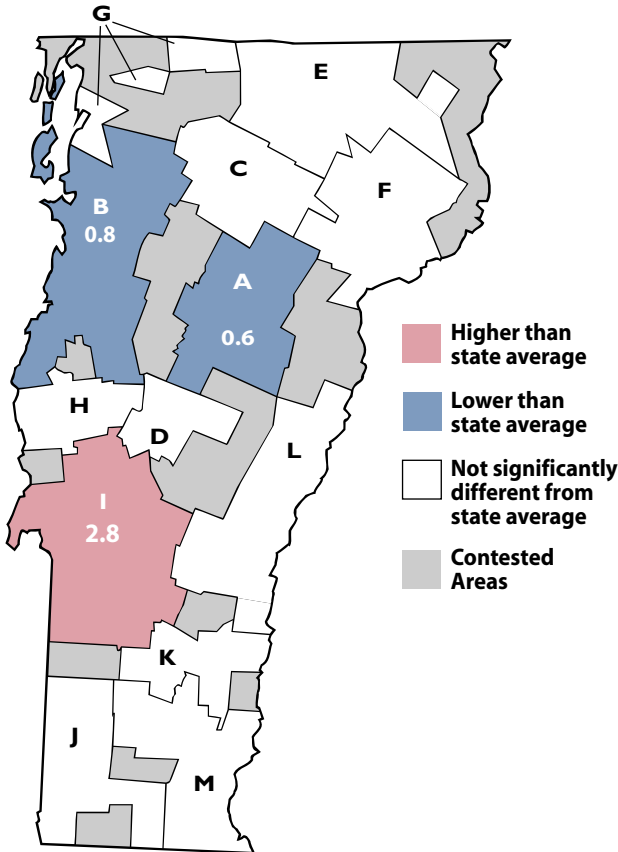 G
E
C
F
B
0.8
A
0.6
H
D
L
I
2.8
K
J
M
Higher than
state average
Lower than
state average
Not significantly
different from
state average
Contested
Areas